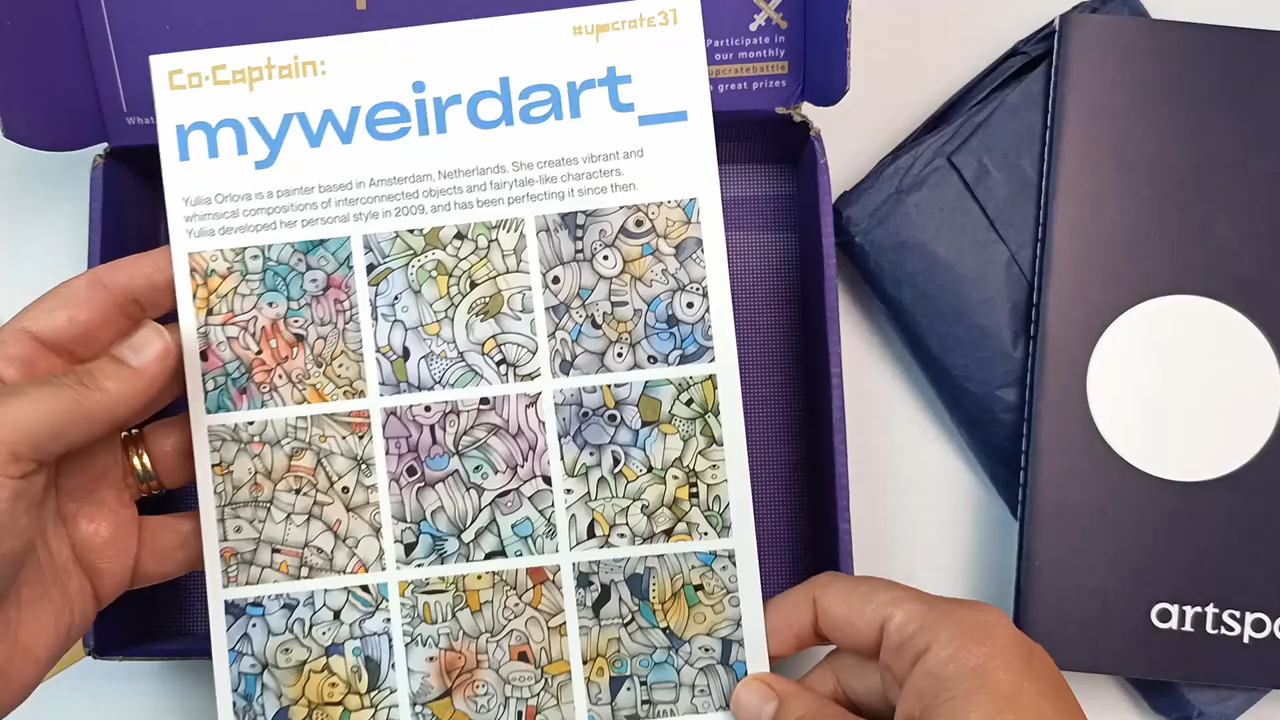 #upcrate31
Co-Captain:
myweirdart_
Yuliia Orlova is a painter based in Amsterdam, Netherlands. She creates vibrant and
whimsical compositions of interconnected objects and fairytale-like characters.
Yuliia developed her personal style in 2009, and has been perfecting it since then.
Participate in
our monthly
upcratebattle
great prizes
What
artsp